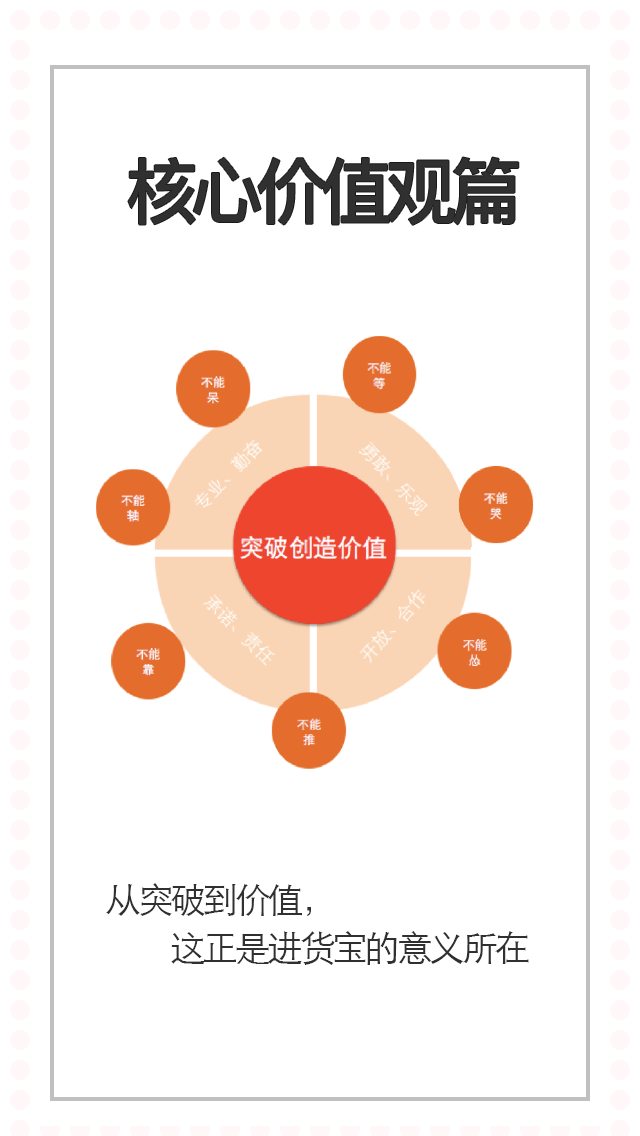 核心价值观篇
不能
等
不能
呆
专业、勤奋
勇敢、乐观
不能
轴
不能
哭
突破创造价值
承诺、责任
开放、合作
不能
靠
不能
怂
不能
推
从突破到价值，
这正是进货宝的意义所在